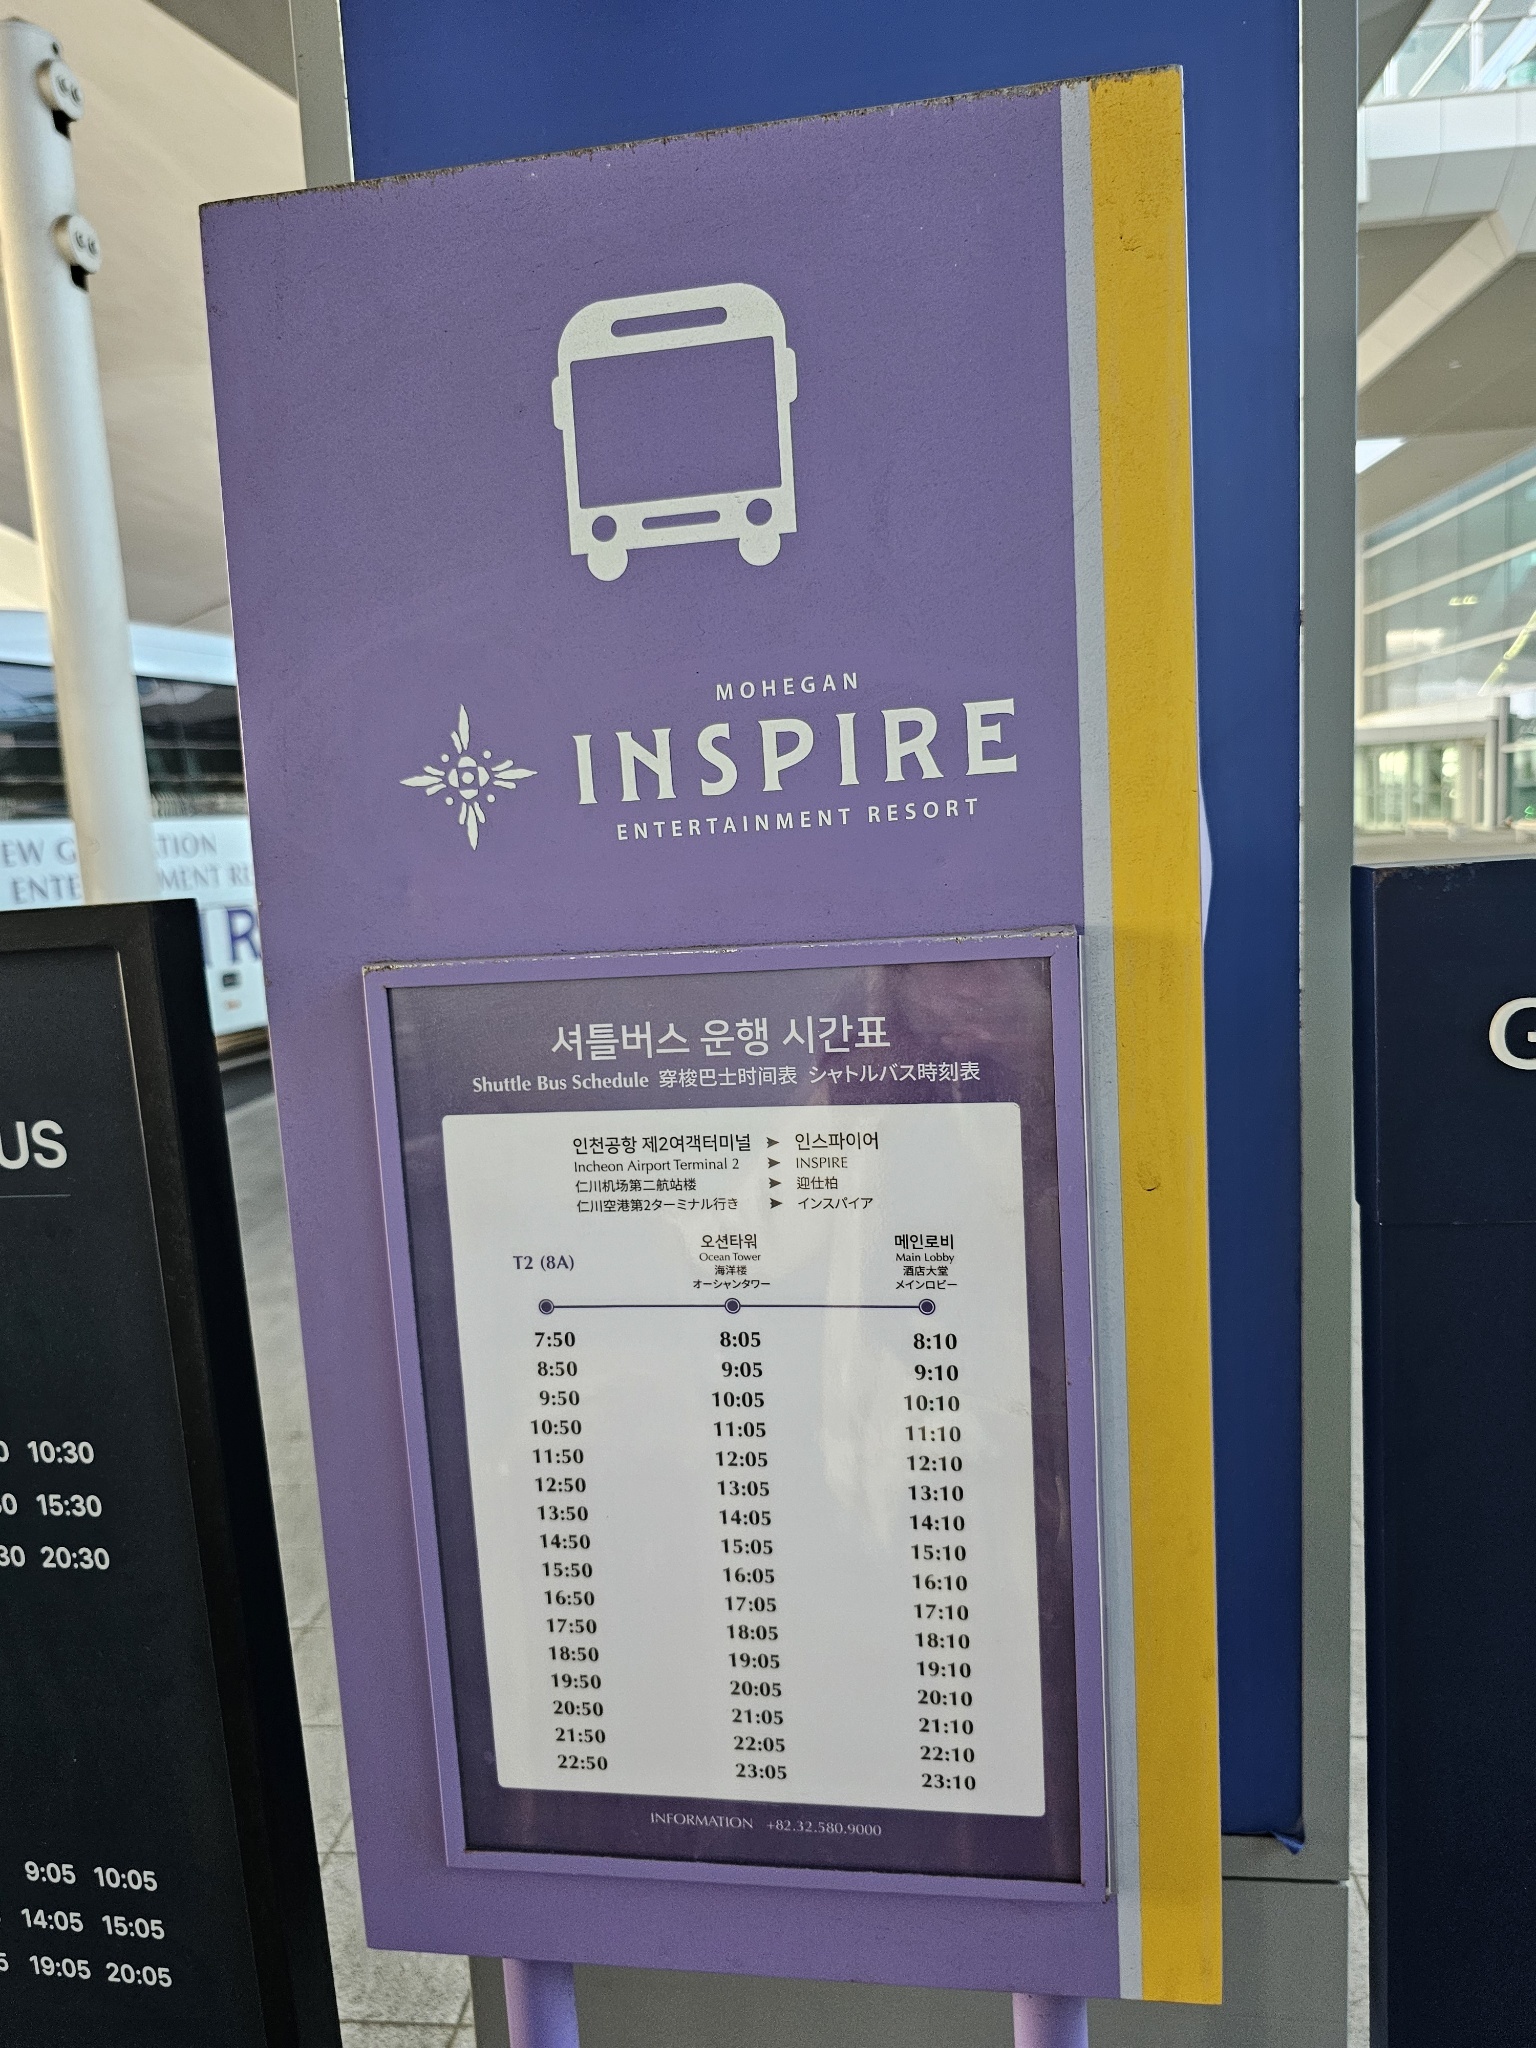 MOHEGAN
INSPIRE
ENTERTAINMENT RESORT
셔틀버스 운행 시간표
Shuttle Bus Schedule 穿梭巴士时间表 シャトルバス時刻表
인천공항 제2여객터미널 ➤ 인스파이어
Incheon Airport Terminal 2 ➤ INSPIRE
仁川机场第二航站楼 ➤ 迎仕柏
仁川空港第2ターミナル行き ➤ インスパイア
T2 (8A)
오션타워
Ocean Tower
海洋楼
オーシャンタワー
메인로비
Main Lobby
酒店大堂
メインロビー
7:50 8:05 8:10
8:50 9:05 9:10
9:50 10:05 10:10
10:50 11:05 11:10
11:50 12:05 12:10
12:50 13:05 13:10
13:50 14:05 14:10
14:50 15:05 15:10
15:50 16:05 16:10
16:50 17:05 17:10
17:50 18:05 18:10
18:50 19:05 19:10
19:50 20:05 20:10
20:50 21:05 21:10
21:50 22:05 22:10
22:50 23:05 23:10
INFORMATION +82.32.580.9000
US
10:30
15:30
30 20:30
9:05 10:05
14:05 15:05
19:05 20:05
G